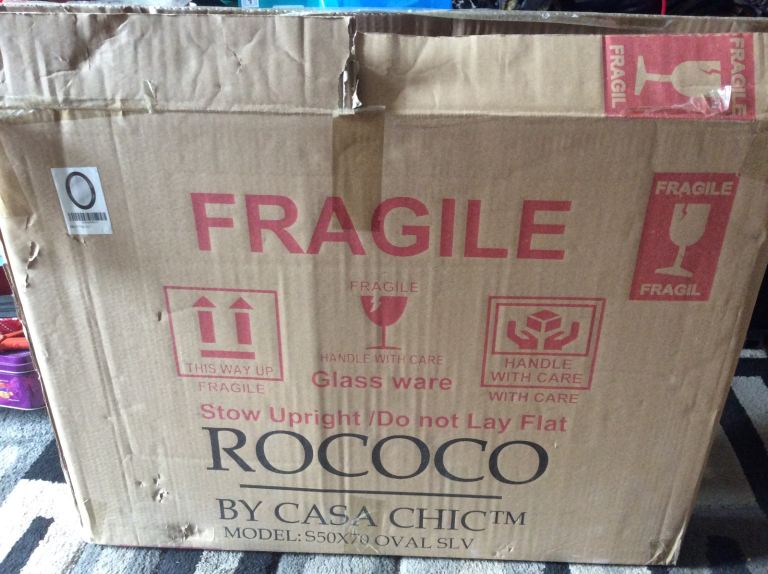 FRAGIL
FRAGIL
O
FRAGILE
FRAGILE
FRAGIL
THIS WAY UP
FRAGILE
FRAGILE
HANDLE WITH CARE
Glass ware
HANDLE
WITH CARE
WITH CARE
Stow Upright /Do not Lay Flat
ROCOCO
BY CASA CHIC™
MODEL: S50X70 OVAL SLV